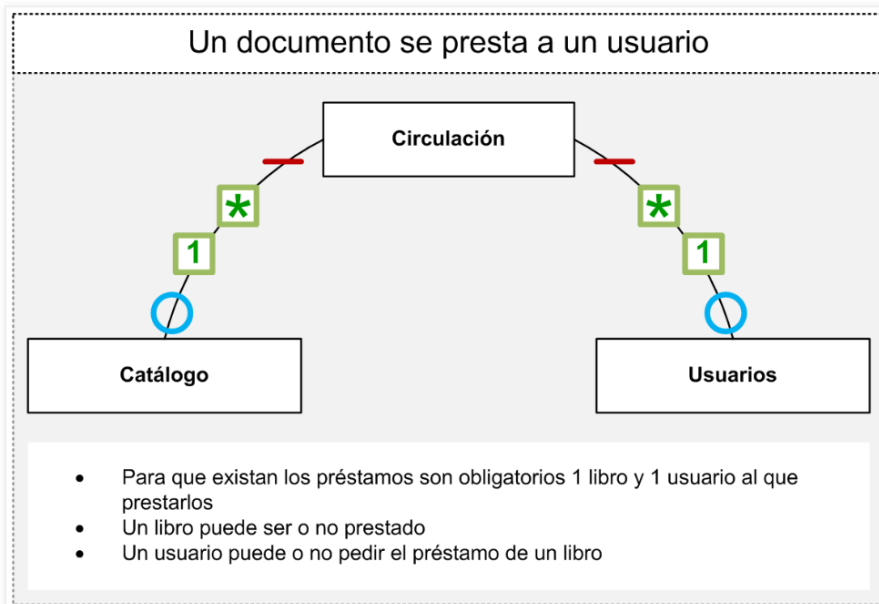 Un documento se presta a un usuario
Circulación
*
*
1
1
Catálogo
Usuarios
• Para que existan los préstamos son obligatorios 1 libro y 1 usuario al que
prestarlos
• Un libro puede ser o no prestado
• Un usuario puede o no pedir el préstamo de un libro